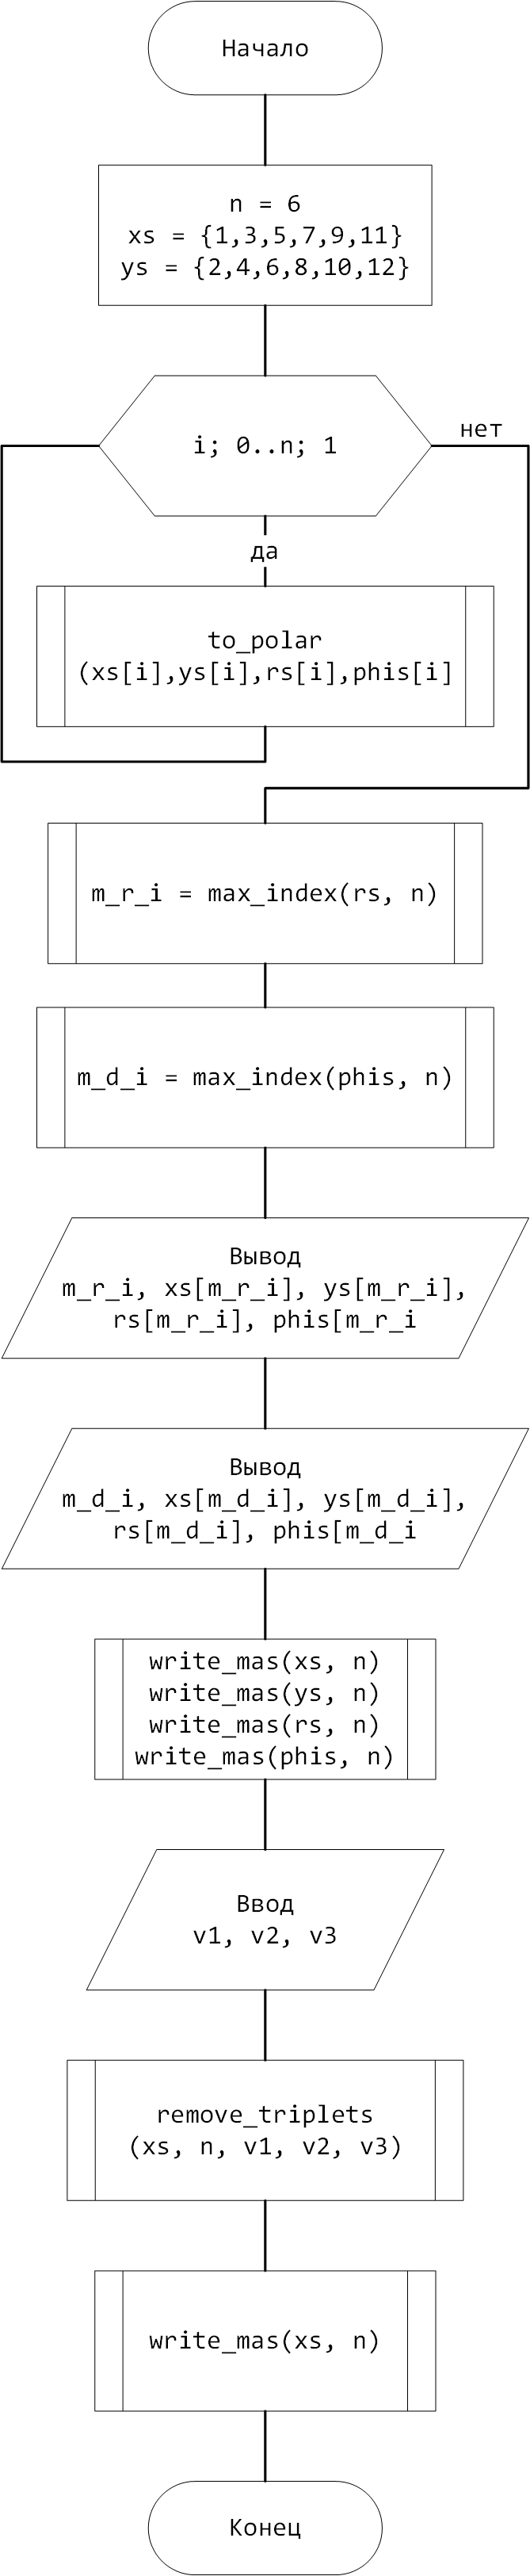 Начало
n = 6
xs = {1,3,5,7,9,11}
ys = {2,4,6,8,10,12}
i; 0..n; 1
нет
да
to_polar
(xs[i],ys[i],rs[i],phis[i]
m_r_i = max_index(rs, n)
m_d_i = max_index(phis, n)
Вывод
m_r_i, xs[m_r_i], ys[m_r_i],
rs[m_r_i], phis[m_r_i
Вывод
m_d_i, xs[m_d_i], ys[m_d_i],
rs[m_d_i], phis[m_d_i
write_mas(xs, n)
write_mas(ys, n)
write_mas(rs, n)
write_mas(phis, n)
Ввод
v1, v2, v3
remove_triplets
(xs, n, v1, v2, v3)
write_mas(xs, n)
Конец